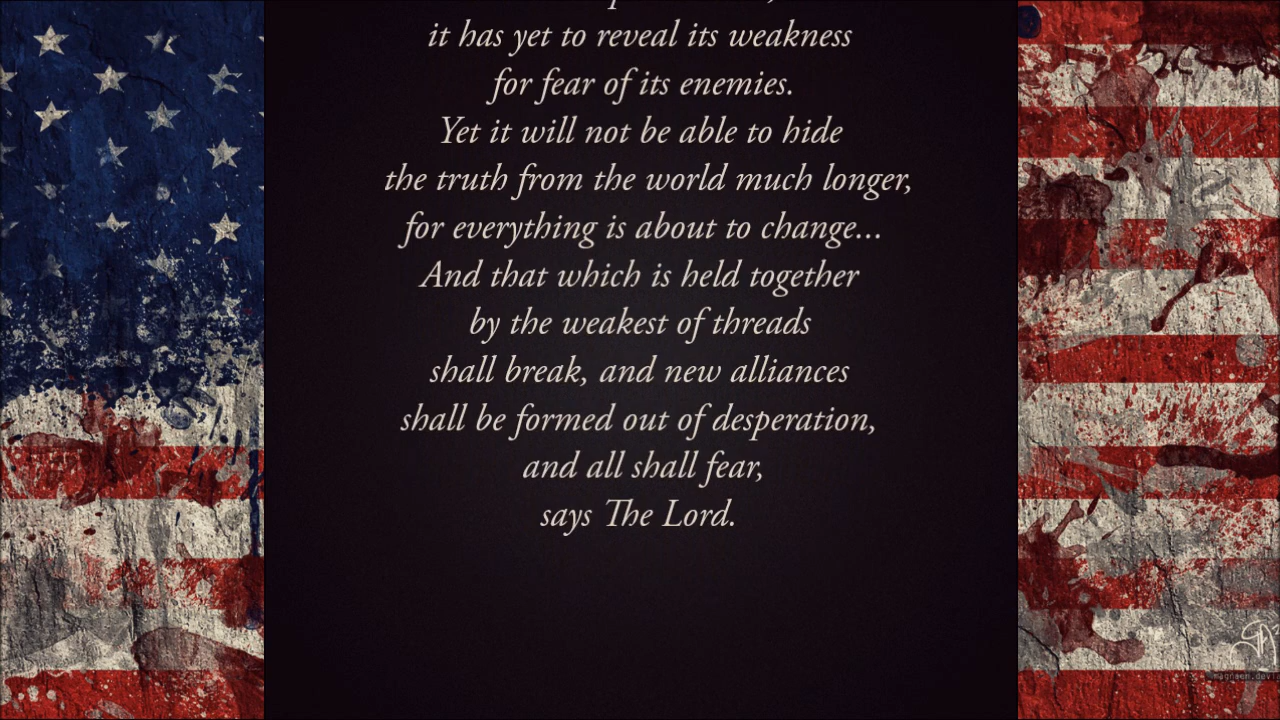 it has yet to reveal its weakness
for fear of its enemies.
Yet it will not be able to hide
the truth from the world much longer,
for everything is about to change...
And that which is held together
by the weakest of threads
shall break, and new alliances
shall be formed out of desperation,
and all shall fear,
says The Lord.